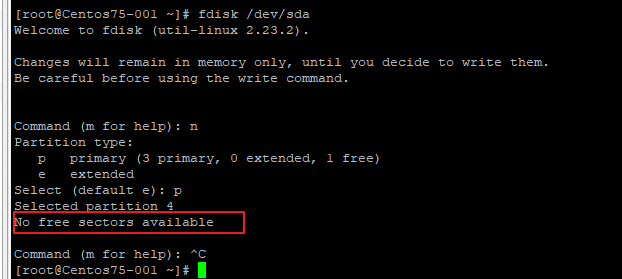 [root@Centos75-001 ~]# fdisk /dev/sda
Welcome to fdisk (util-linux 2.23.2).
Changes will remain in memory only, until you decide to write them.
Be careful before using the write command.
Command (m for help): n
Partition type:
   p   primary (3 primary, 0 extended, 1 free)
   e   extended
Select (default e): p
Selected partition 4
No free sectors available
Command (m for help): ^C
[root@Centos75-001 ~]#